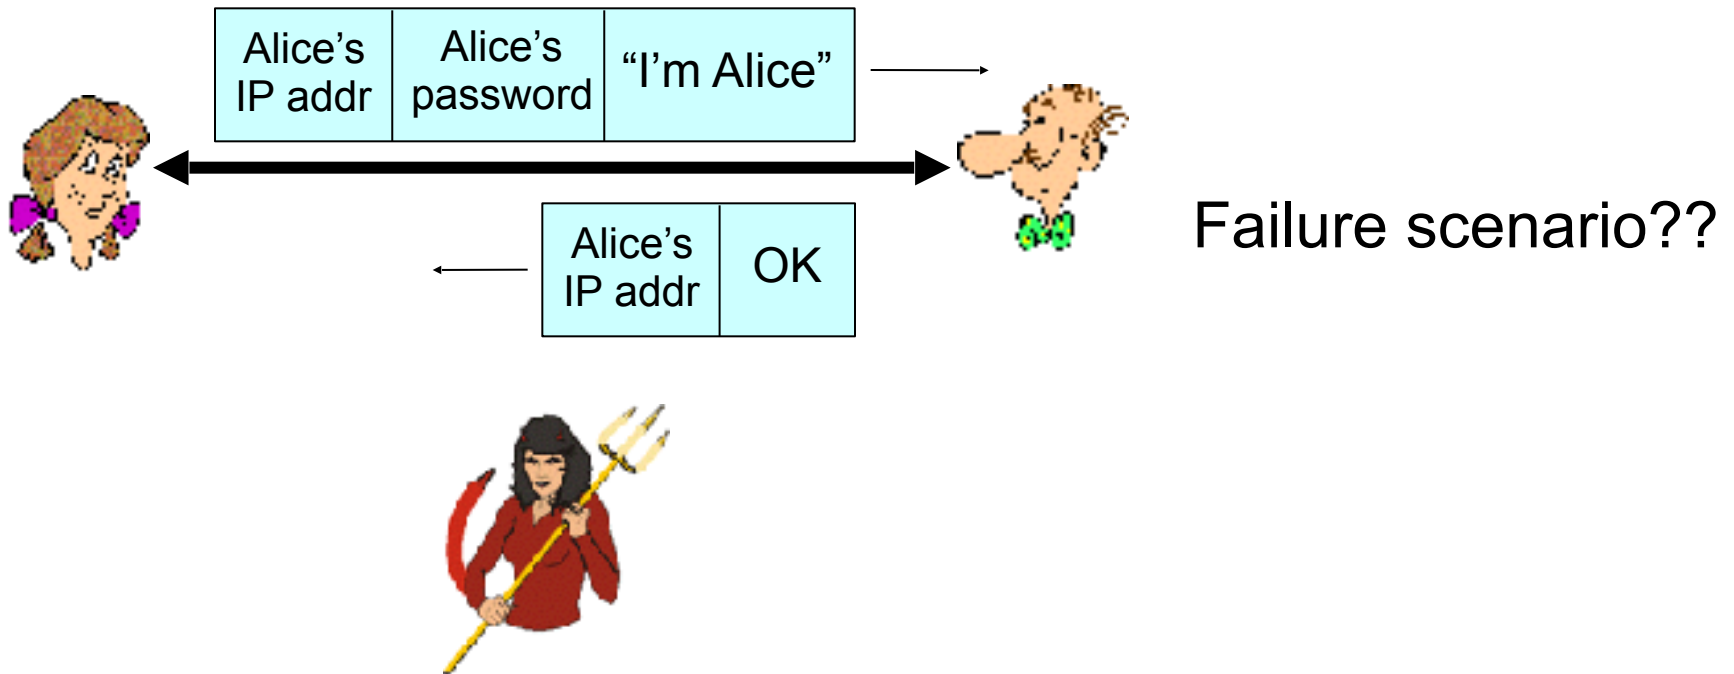 Alice’s
IP addr
Alice’s
password
“I’m Alice”
Alice’s
IP addr
OK
Failure scenario??